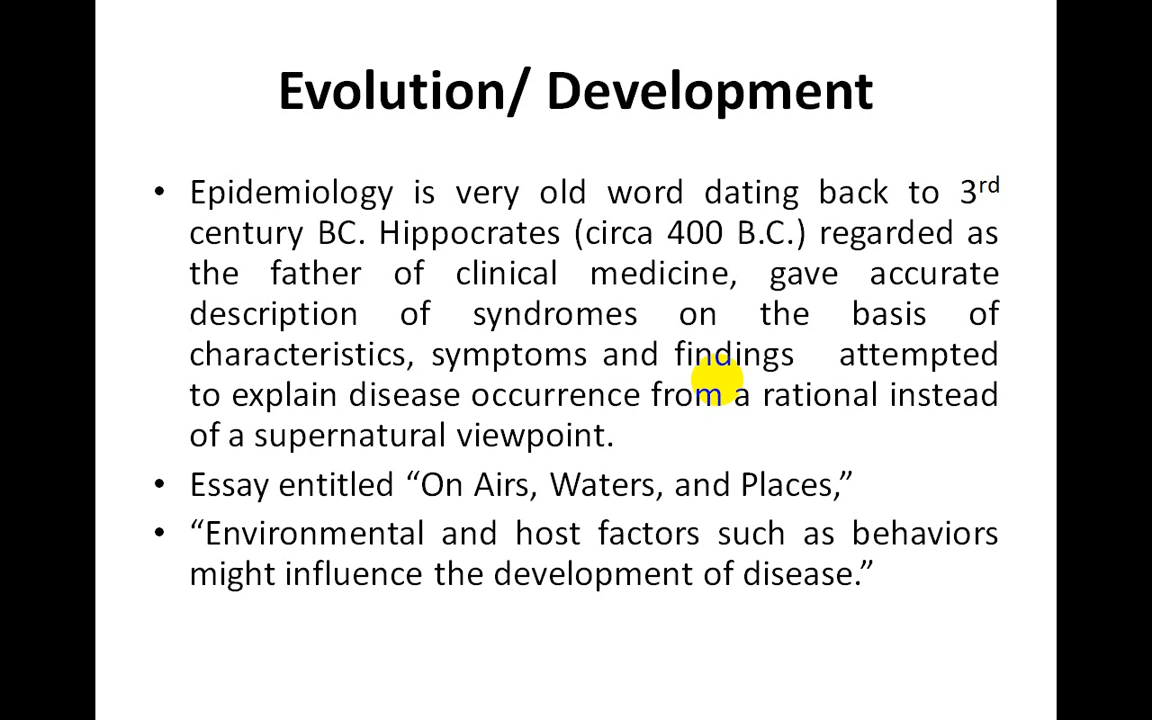 Evolution/ Development
• Epidemiology is very old word dating back to 3rd
century BC. Hippocrates (circa 400 B.C.) regarded as
the father of clinical medicine, gave accurate
description of syndromes on the basis of
characteristics, symptoms and findings attempted
to explain disease occurrence from a rational instead
of a supernatural viewpoint.
• Essay entitled “On Airs, Waters, and Places,”
• “Environmental and host factors such as behaviors
might influence the development of disease.”